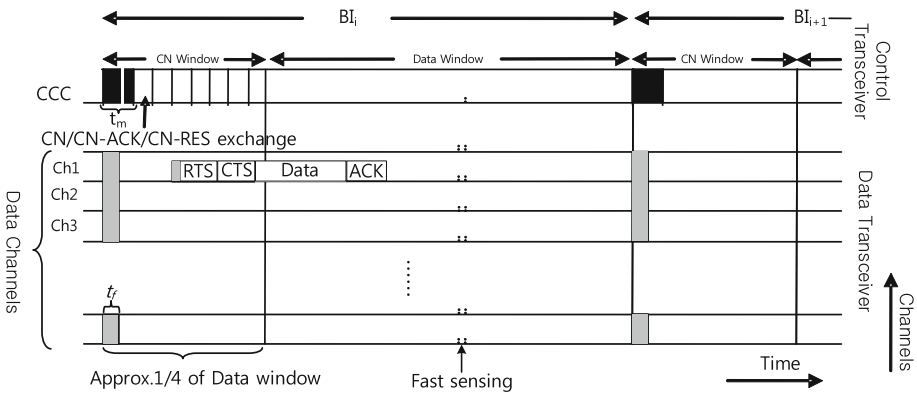 BIi
BIi+1
CN Window
Data Window
CN Window
Control Transceiver
CCC
tm
CN/CN-ACK/CN-RES exchange
Ch1
RTS
CTS
Data
ACK
Ch2
Ch3
Data Channels
Data Transceiver
tf
Channels
Approx.1/4 of Data window
Fast sensing
Time